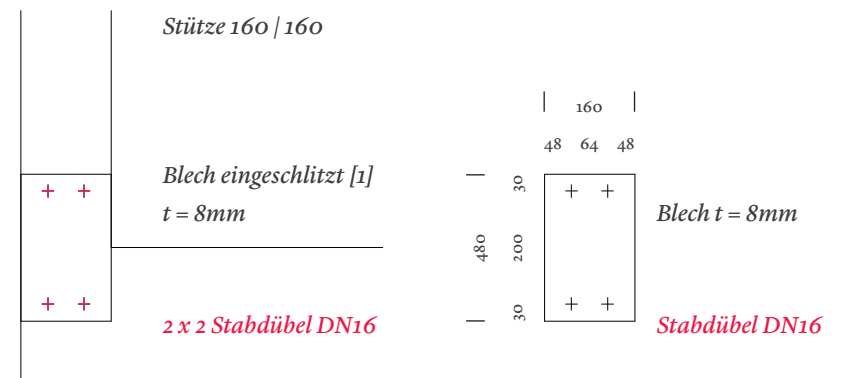 Stütze 160 | 160
Blech eingeschlitzt [1]
t = 8mm
2 x 2 Stabdübel DN16
160
48 64 48
30
200
30
480
Blech t = 8mm
Stabdübel DN16